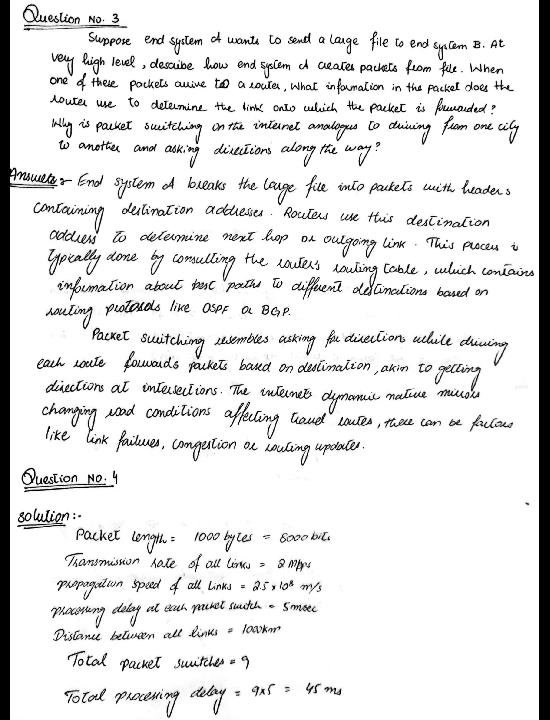 Question No. 3
Suppose end system A wants to send a large file to end system B. At
very high level, describe how end system A creates packets from file. When
one of these packets arrive to a router, What information in the packet does the
router use to determine the link onto which the packet is forwarded?
Why is packet switching on the internet analogus to driving from one city
to another and asking directions along the way?
Answer:- End system A breaks the large file into packets with headers
containing destination addresses. Routers use this destination
address to determine next hop or outgoing link. This process is
typically done by consulting the router's routing table, which contains
information about best paths to different destinations based on
routing protocols like OSPF or BGP.
Packet switching resembles asking for directions while driving
each route forwards packets based on destination, akin to getting
directions at intersections. The internet's dynamic native mirrors
changing road conditions affecting travel routes, there can be factors
like link failures, congestion or routing updates.
Question No. 4
solution:-
Packet length = 1000 bytes = 8000 bits
Transmission rate of all links = 2 Mbps
propagation speed of all links = 2.5 x 10⁸ m/s
processing delay at each packet switch = 5msec
Distance between all links = 1000km
Total packet switches = 9
Total processing delay = 9x5 = 45 ms